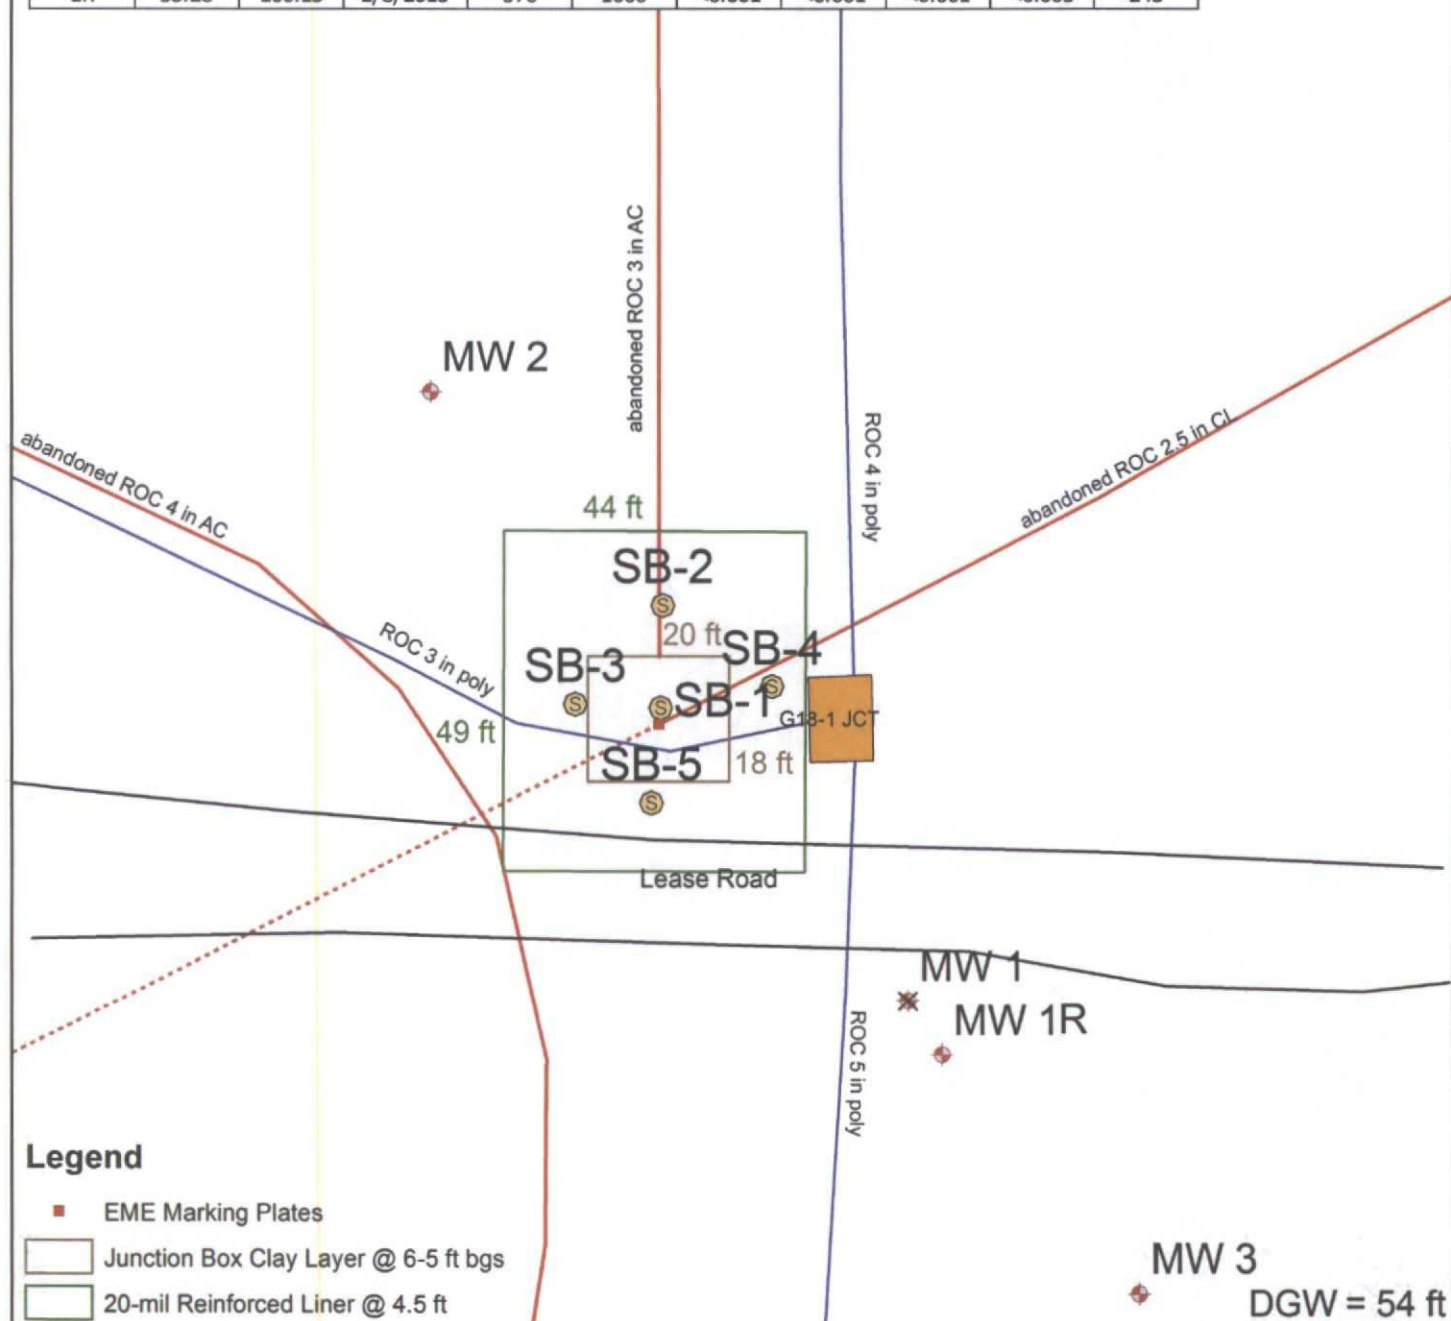 abandoned ROC 3 in AC
MW 2
ROC 4 in poly
abandoned ROC 2.5 in CL
abandoned ROC 4 in AC
44 ft
SB-2
S
20 ft
SB-4
S
ROC 3 in poly
SB-3
S
SB-1
S
G18-1 JCT
49 ft
SB-5
S
18 ft
Lease Road
MW 1
MW 1R
ROC 5 in poly
Legend
EME Marking Plates
Junction Box Clay Layer @ 6-5 ft bgs
20-mil Reinforced Liner @ 4.5 ft
MW 3
DGW = 54 ft